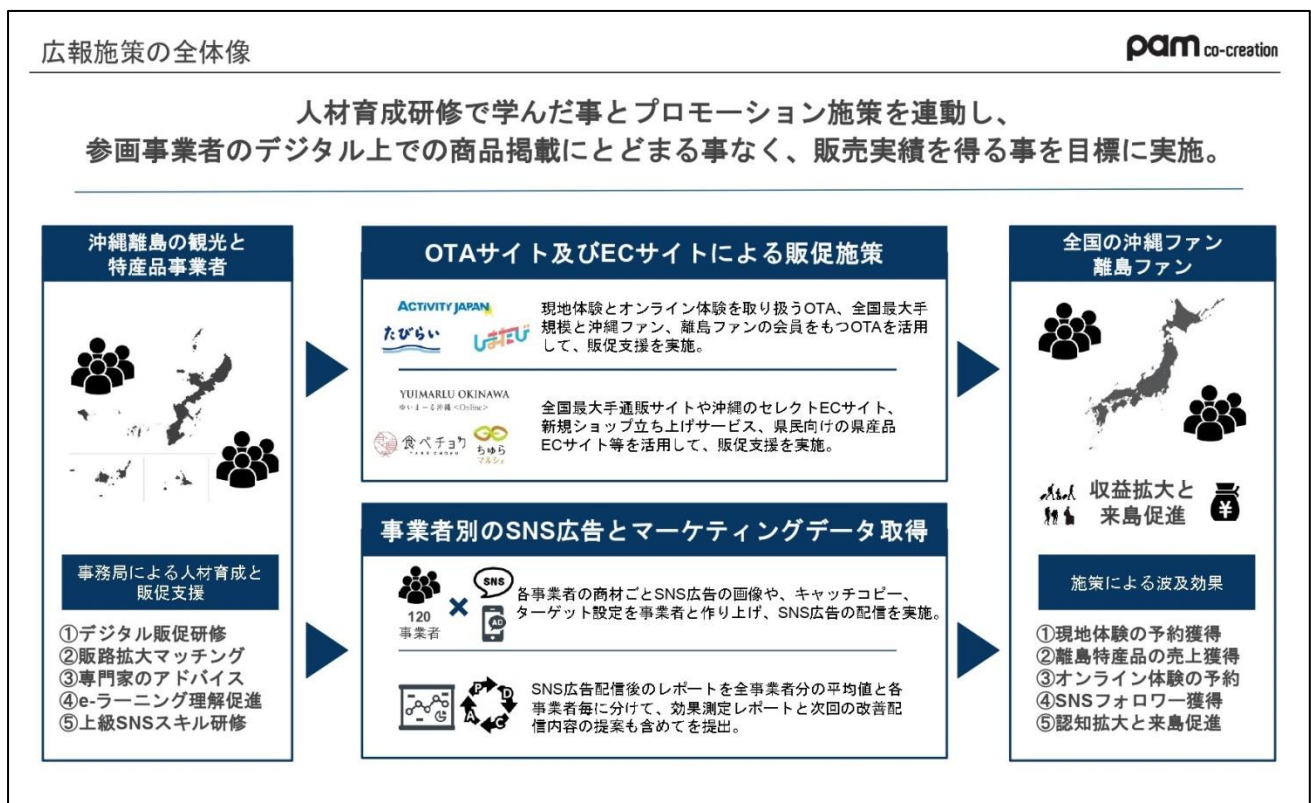 広報施策の全体像
pam co-creation
人材育成研修で学んだ事とプロモーション施策を連動し、
参画事業者のデジタル上での商品掲載にとどまる事なく、販売実績を得る事を目標に実施。
沖縄離島の観光と
特産品事業者
事務局による人材育成と
販促支援
①デジタル販促研修
②販路拡大マッチング
③専門家のアドバイス
④e-ラーニング理解促進
⑤上級SNSスキル研修
OTAサイト及びECサイトによる販促施策
ACTIVITY JAPAN
たびらい
しまたび
現地体験とオンライン体験を取り扱うOTA、全国最大手
規模と沖縄ファン、離島ファンの会員をもつOTAを活用
して、販促支援を実施。
YUIMARLU OKINAWA
ゆいまーる沖縄<Online>
食べチョク
TABE CHOKU
ちゅら
マルシェ
全国最大手通販サイトや沖縄のセレクトECサイト、
新規ショップ立ち上げサービス、県民向けの県産品
ECサイト等を活用して、販促支援を実施。
事業者別のSNS広告とマーケティングデータ取得
120
事業者
×
SNS
AD
各事業者の商材ごとSNS広告の画像や、キャッチコピー、
ターゲット設定を事業者と作り上げ、SNS広告の配信を実施。
P
D
C
A
SNS広告配信後のレポートを全事業者分の平均値と各
事業者毎に分けて、効果測定レポートと次回の改善配
信内容の提案も含めてを提出。
全国の沖縄ファン
離島ファン
収益拡大と
来島促進
¥
施策による波及効果
①現地体験の予約獲得
②離島特産品の売上獲得
③オンライン体験の予約
④SNSフォロワー獲得
⑤認知拡大と来島促進